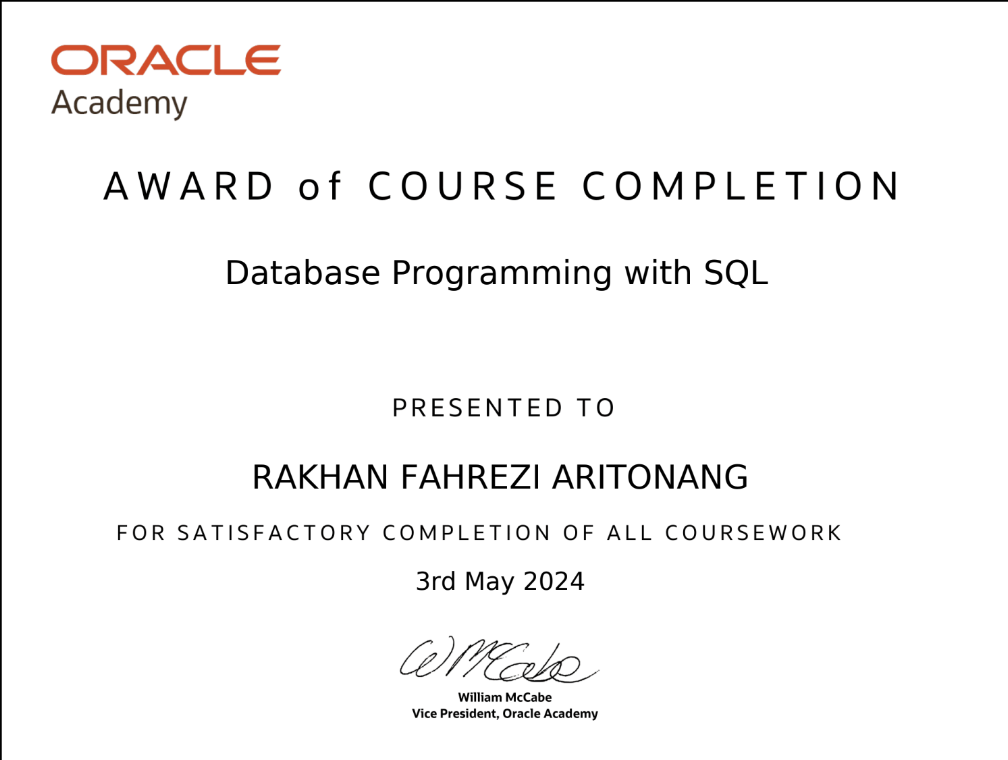 ORACLE
Academy
AWARD of COURSE COMPLETION
Database Programming with SQL
PRESENTED TO
RAKHAN FAHREZI ARITONANG
FOR SATISFACTORY COMPLETION OF ALL COURSEWORK
3rd May 2024
W McCabe
William McCabe
Vice President, Oracle Academy